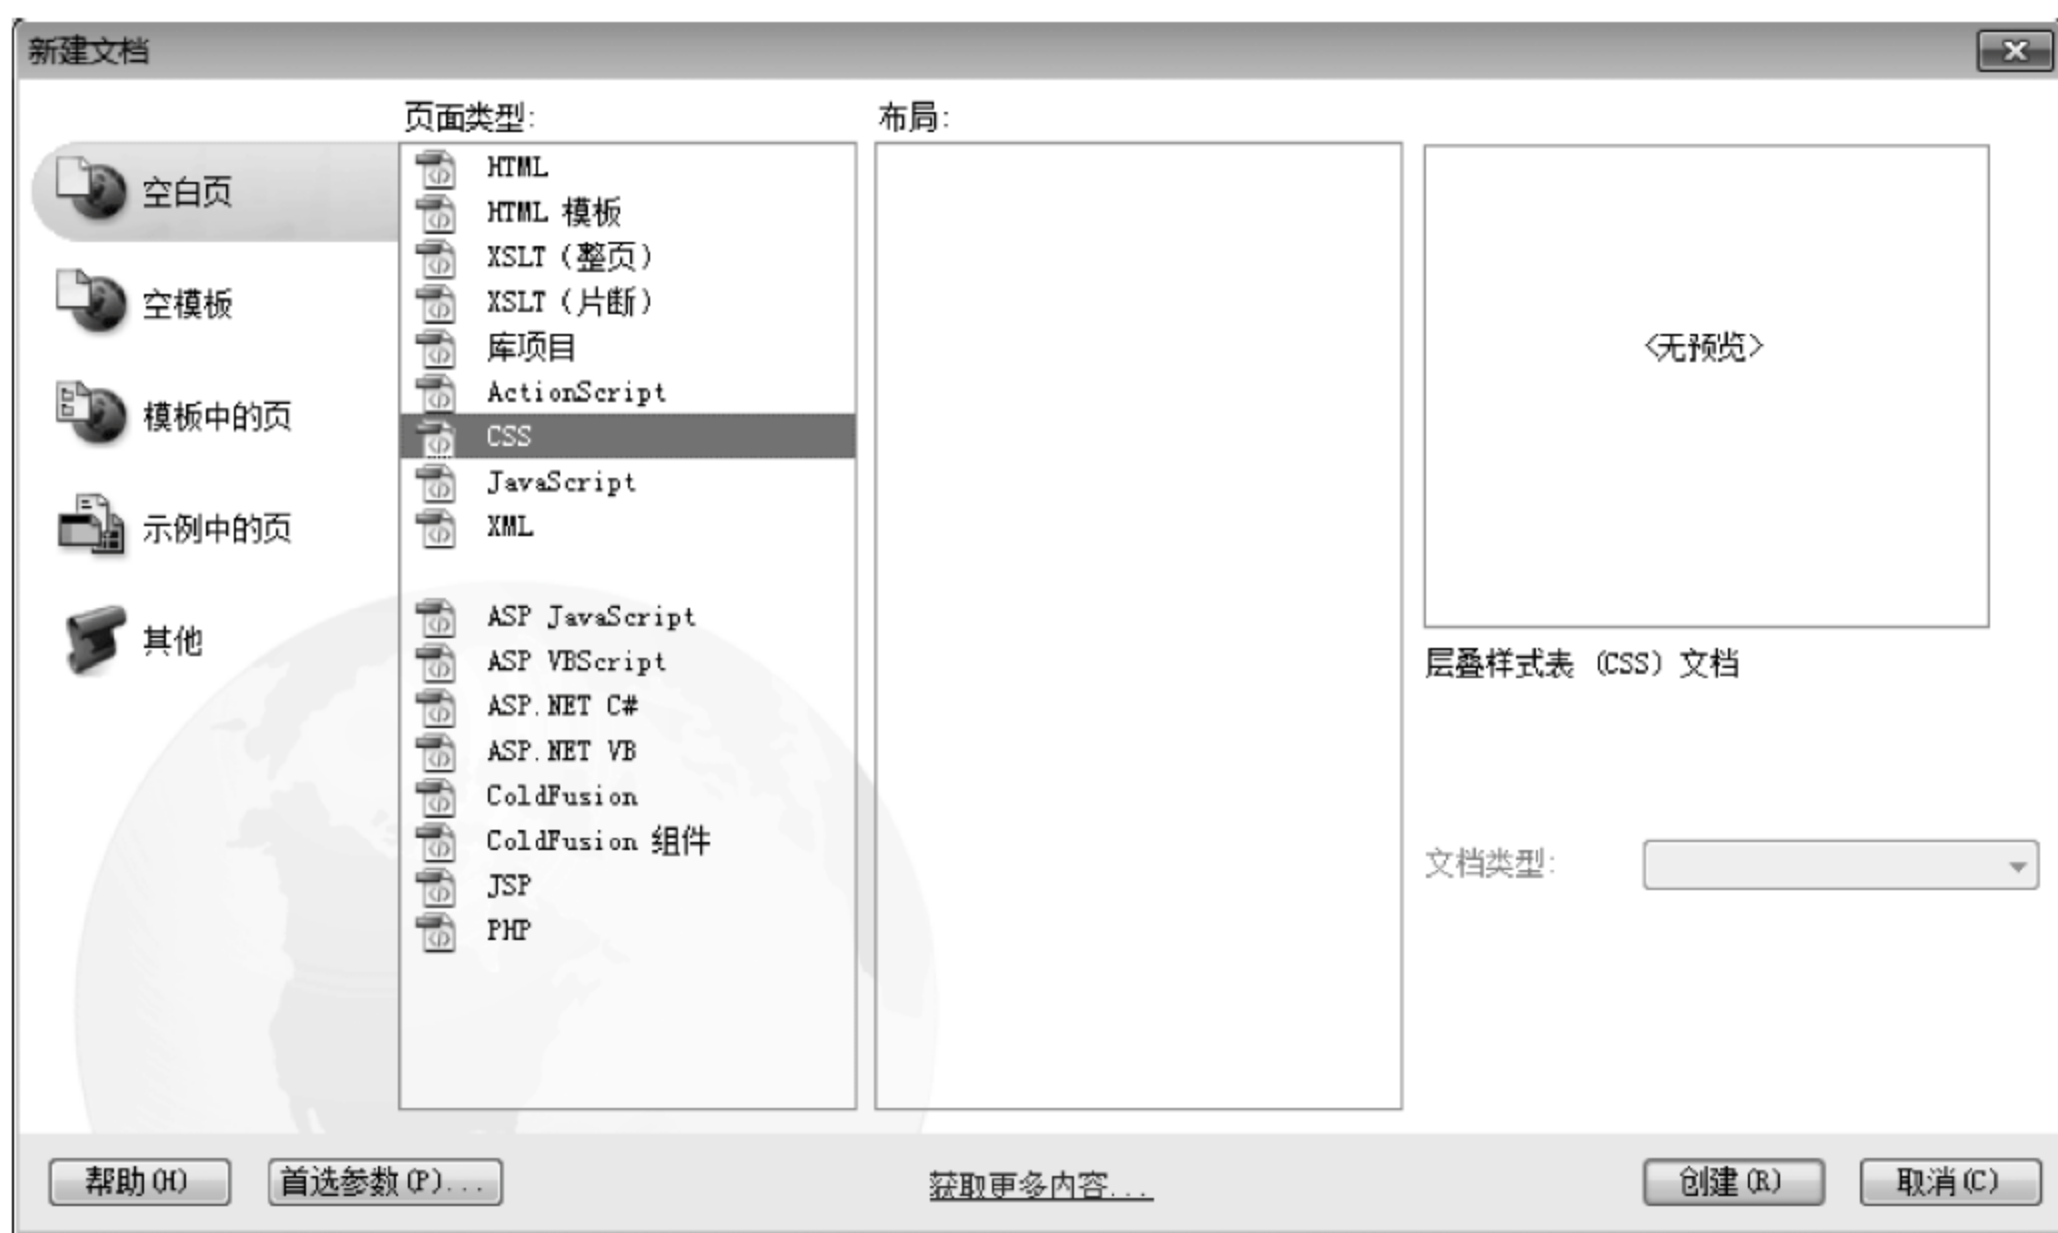 新建文档
页面类型:
布局:
空白页
空模板
模板中的页
示例中的页
其他
HTML
HTML 模板
XSLT（整页）
XSLT（片断）
库项目
ActionScript
CSS
JavaScript
XML
ASP JavaScript
ASP VBScript
ASP.NET C#
ASP.NET VB
ColdFusion
ColdFusion 组件
JSP
PHP
<无预览>
层叠样式表 (CSS) 文档
文档类型:
帮助(H)
首选参数(P)...
获取更多内容...
创建(R)
取消(C)